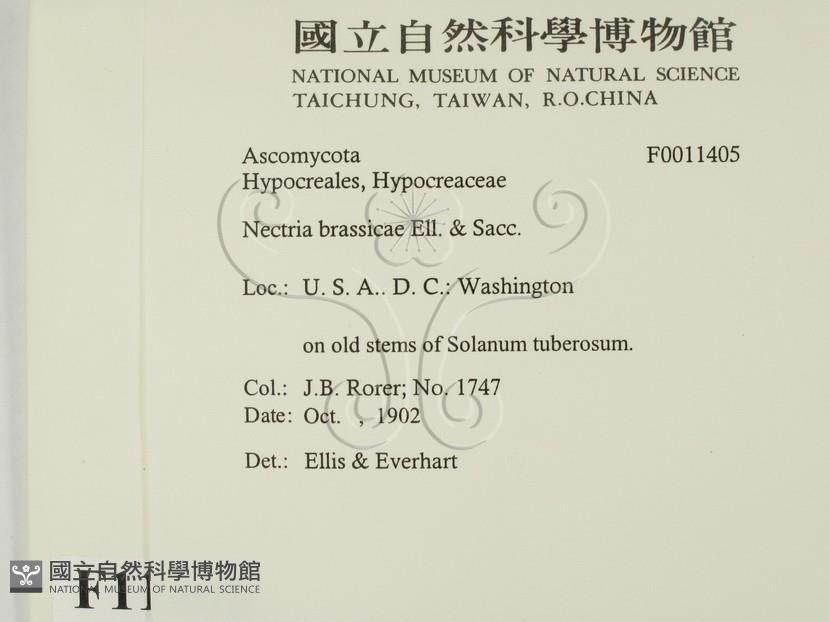 國立自然科學博物館
NATIONAL MUSEUM OF NATURAL SCIENCE
TAICHUNG, TAIWAN, R.O.CHINA
Ascomycota F0011405
Hypocreales, Hypocreaceae
Nectria brassicae Ell. & Sacc.
Loc.: U. S. A.. D. C.: Washington
on old stems of Solanum tuberosum.
Col.: J.B. Rorer; No. 1747
Date: Oct. , 1902
Det.: Ellis & Everhart
國立自然科學博物館
NATIONAL MUSEUM OF NATURAL SCIENCE